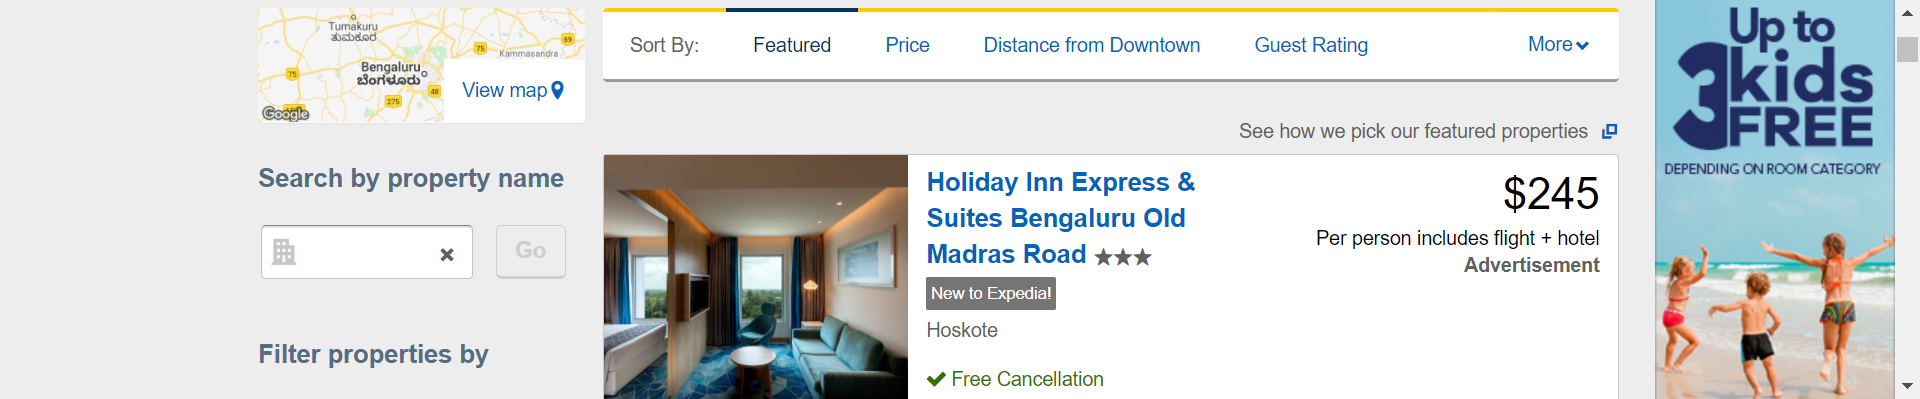 Tumakuru
ತುಮಕೂರ
75
69
Kammasandra
Bengaluru
ಬೆಂಗಳೂರು
75
48
275
Google
View map
Search by property name
Go
Filter properties by
Sort By: Featured Price Distance from Downtown Guest Rating More
See how we pick our featured properties
Holiday Inn Express &
Suites Bengaluru Old
Madras Road
New to Expedia!
Hoskote
Free Cancellation
$245
Per person includes flight + hotel
Advertisement
Up to
3 kids
FREE
DEPENDING ON ROOM CATEGORY